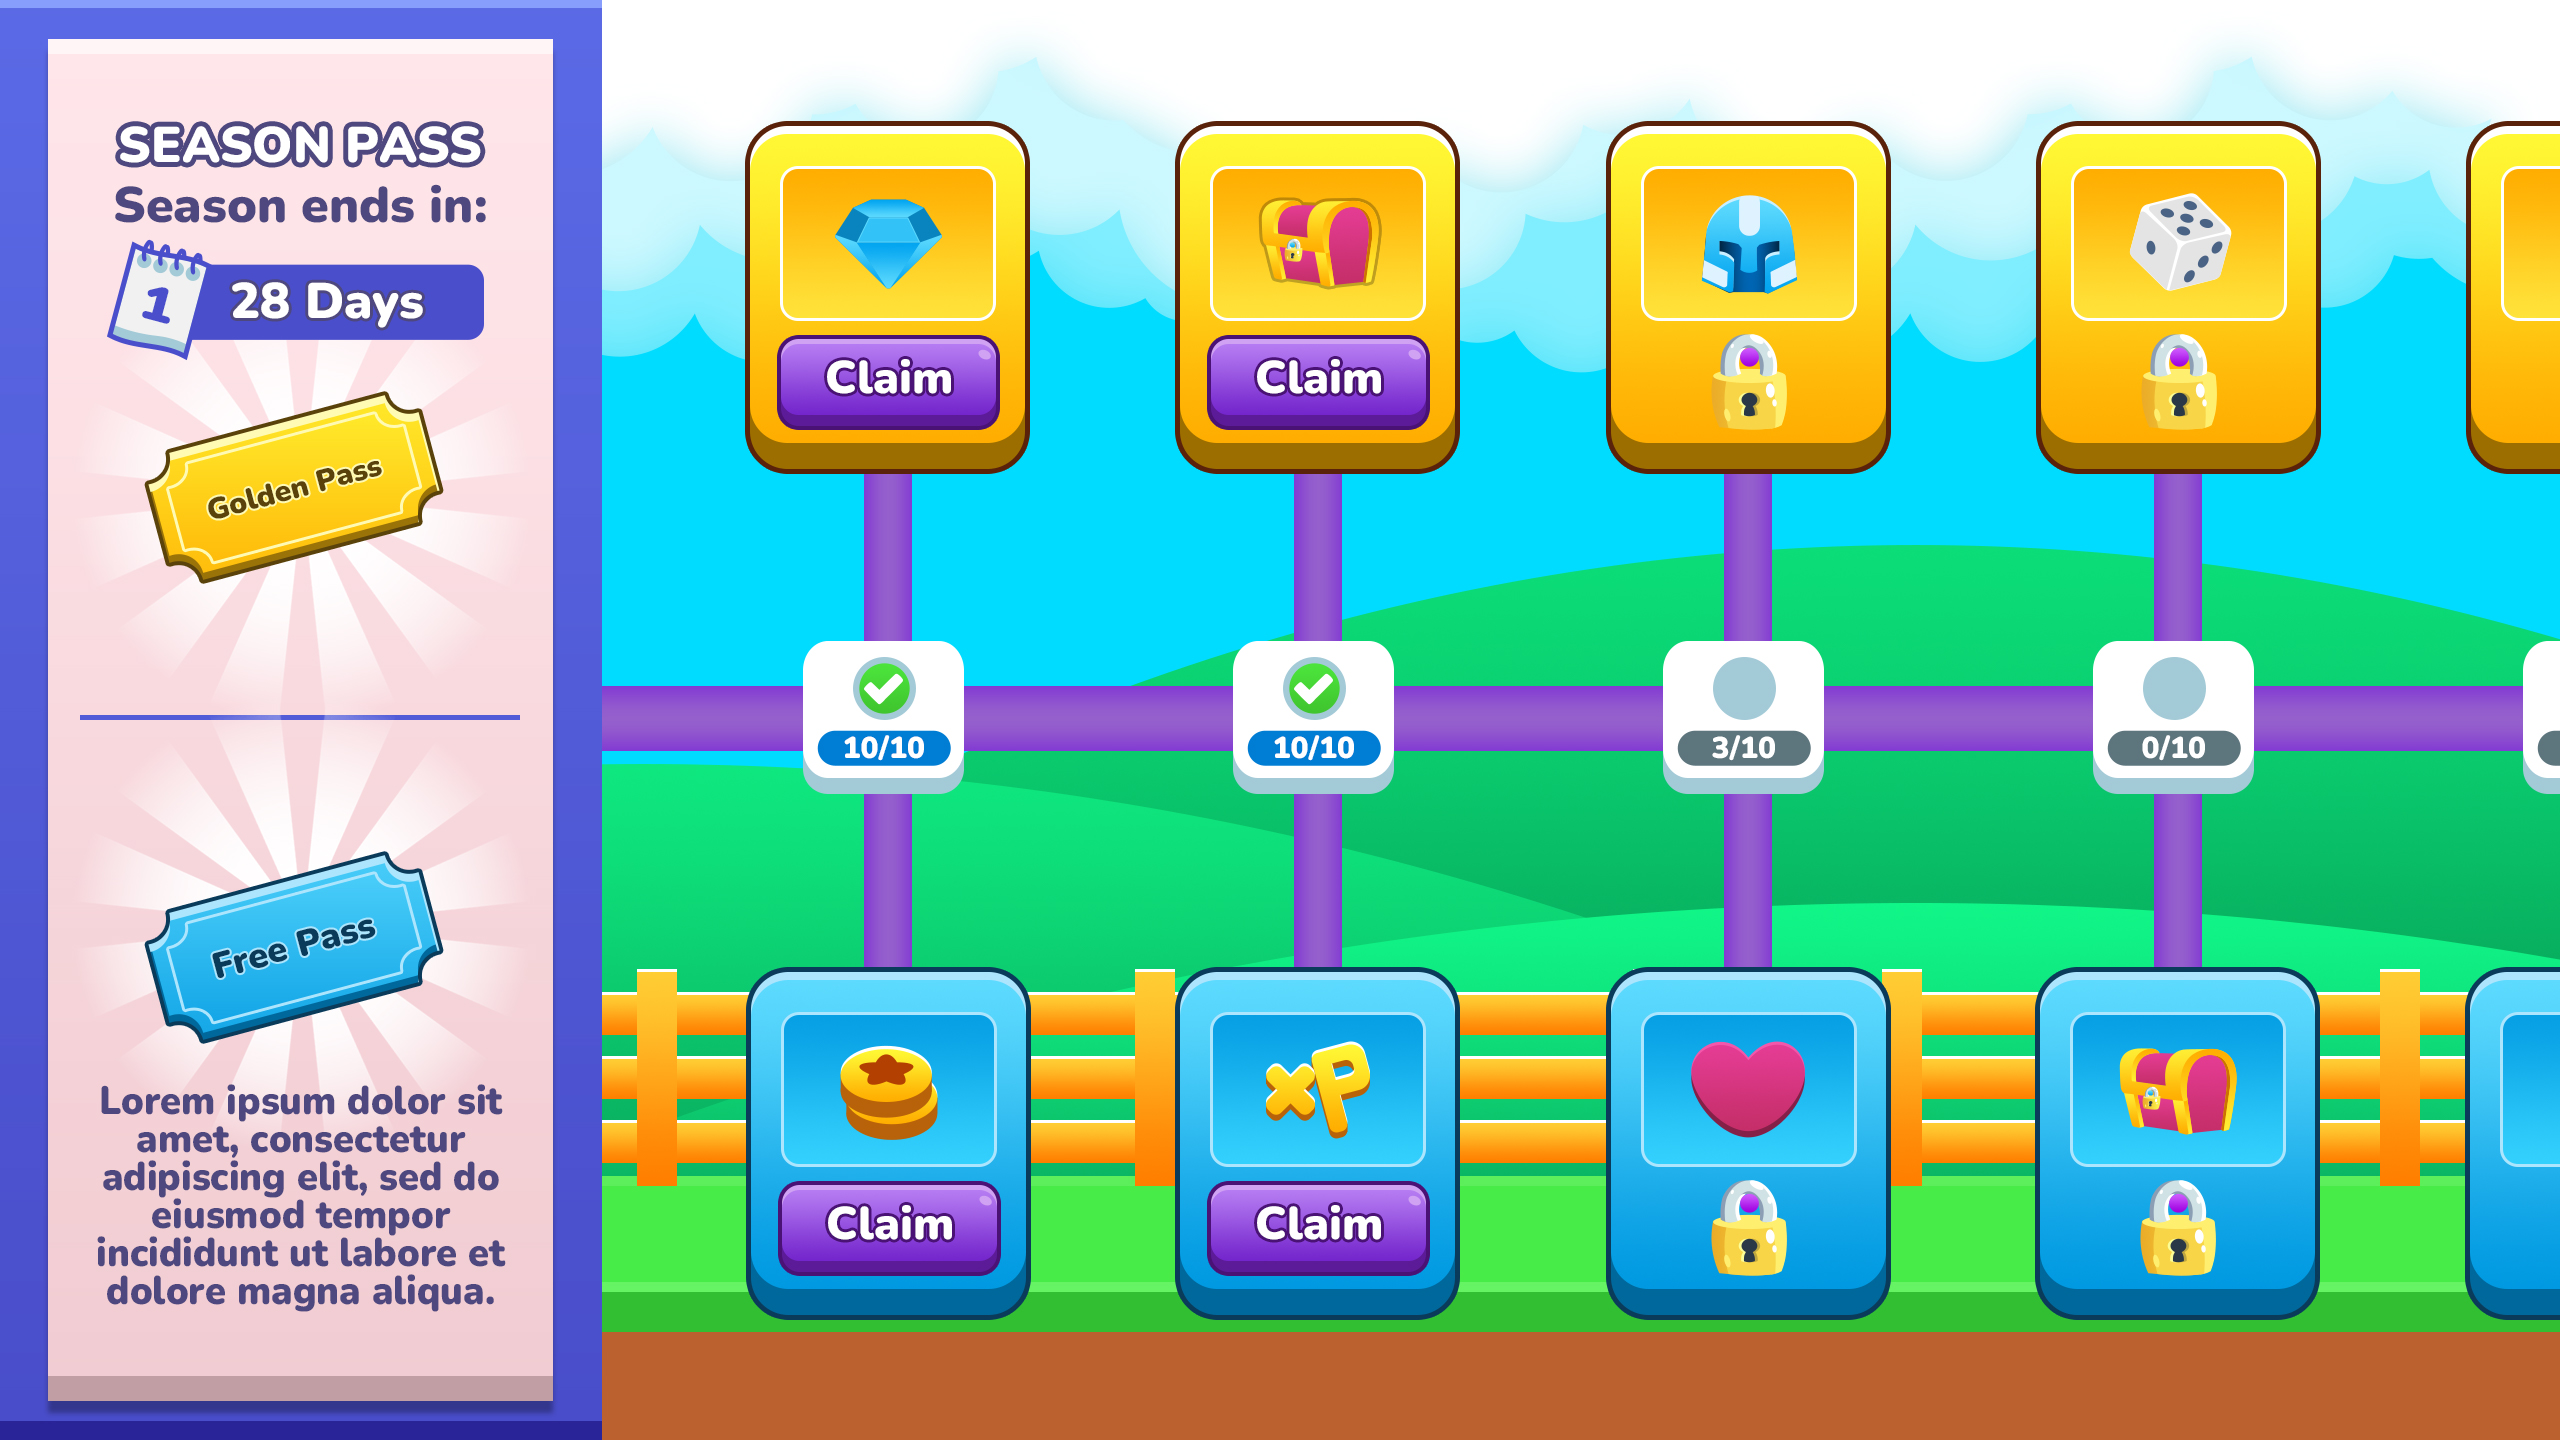 SEASON PASS
Season ends in:
1
28 Days
Golden Pass
Free Pass
Lorem ipsum dolor sit
amet, consectetur
adipiscing elit, sed do
eiusmod tempor
incididunt ut labore et
dolore magna aliqua.
Claim
Claim
10/10
10/10
3/10
0/10
xP
Claim
Claim